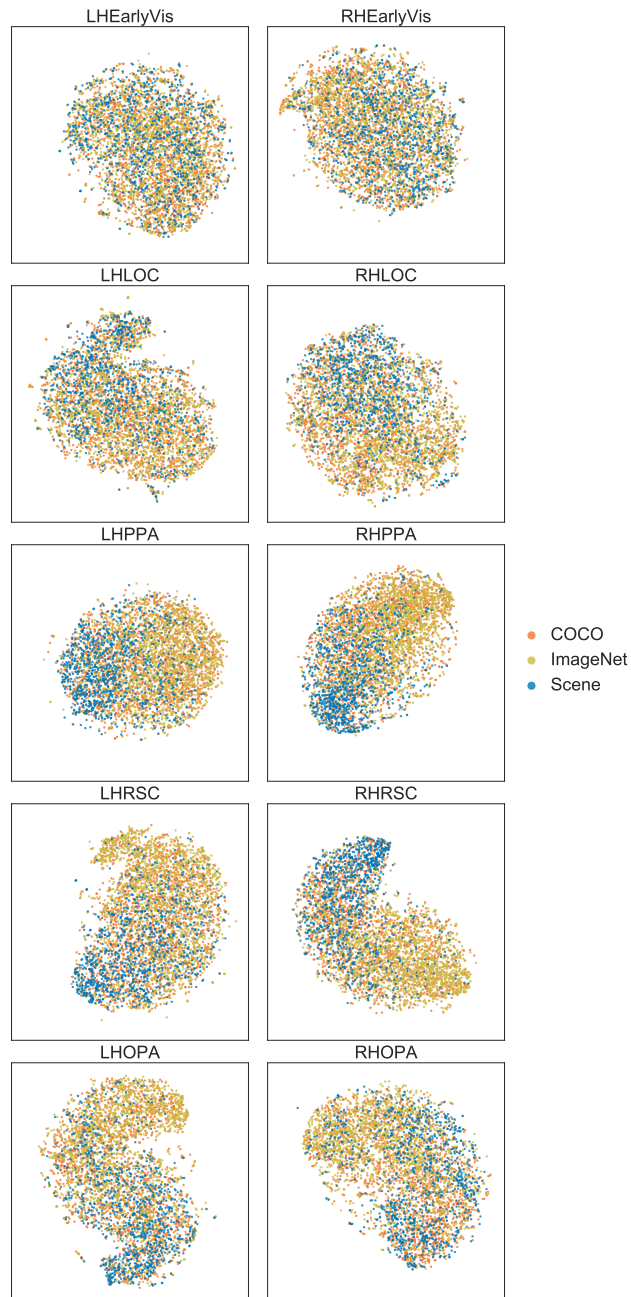 LHEarlyVis
RHEarlyVis
LHLOC
RHLOC
LHPPA
RHPPA
COCO
ImageNet
Scene
LHRSC
RHRSC
LHOPA
RHOPA